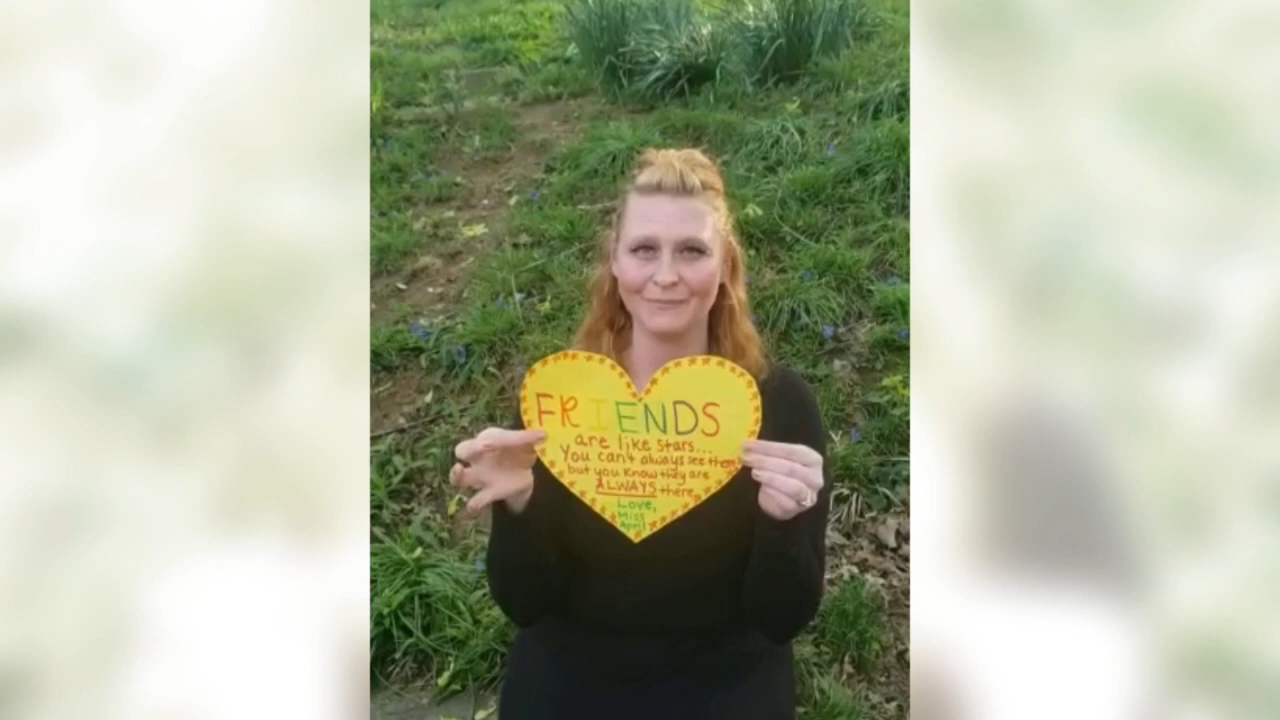 FRIENDS
are like stars...
You can't always see them
but you know they are
ALWAYS there
Love,
Miss
April